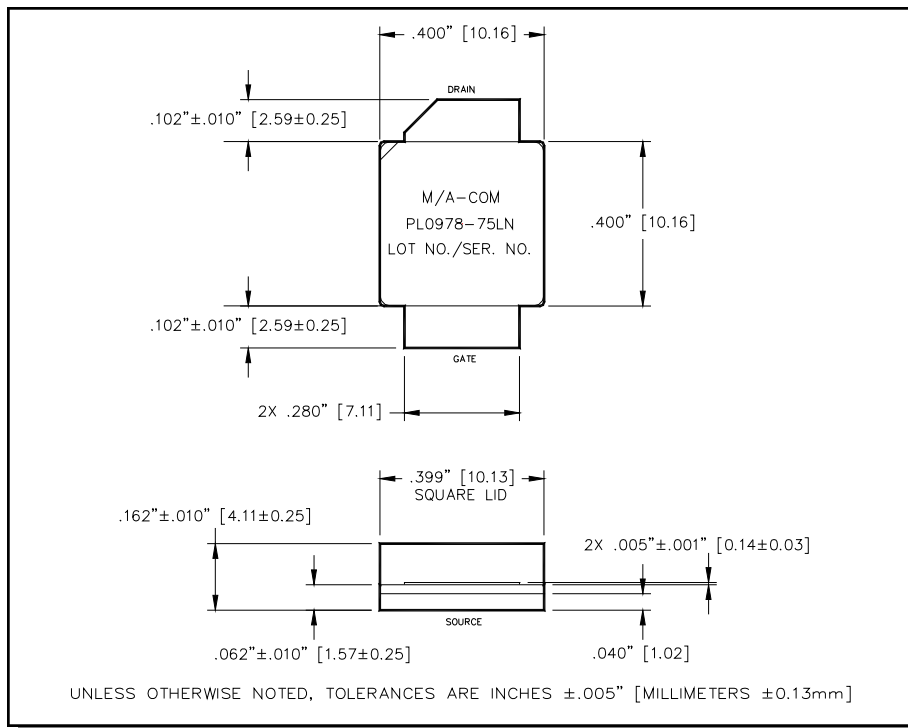 .400” [10.16]
DRAIN
.102”±.010” [2.59±0.25]
M/A-COM
PL0978-75LN
LOT NO./SER. NO.
.400” [10.16]
.102”±.010” [2.59±0.25]
GATE
2X .280” [7.11]
.399” [10.13]
SQUARE LID
.162”±.010” [4.11±0.25]
2X .005”±.001” [0.14±0.03]
SOURCE
.062”±.010” [1.57±0.25]
.040” [1.02]
UNLESS OTHERWISE NOTED, TOLERANCES ARE INCHES ±.005” [MILLIMETERS ±0.13mm]